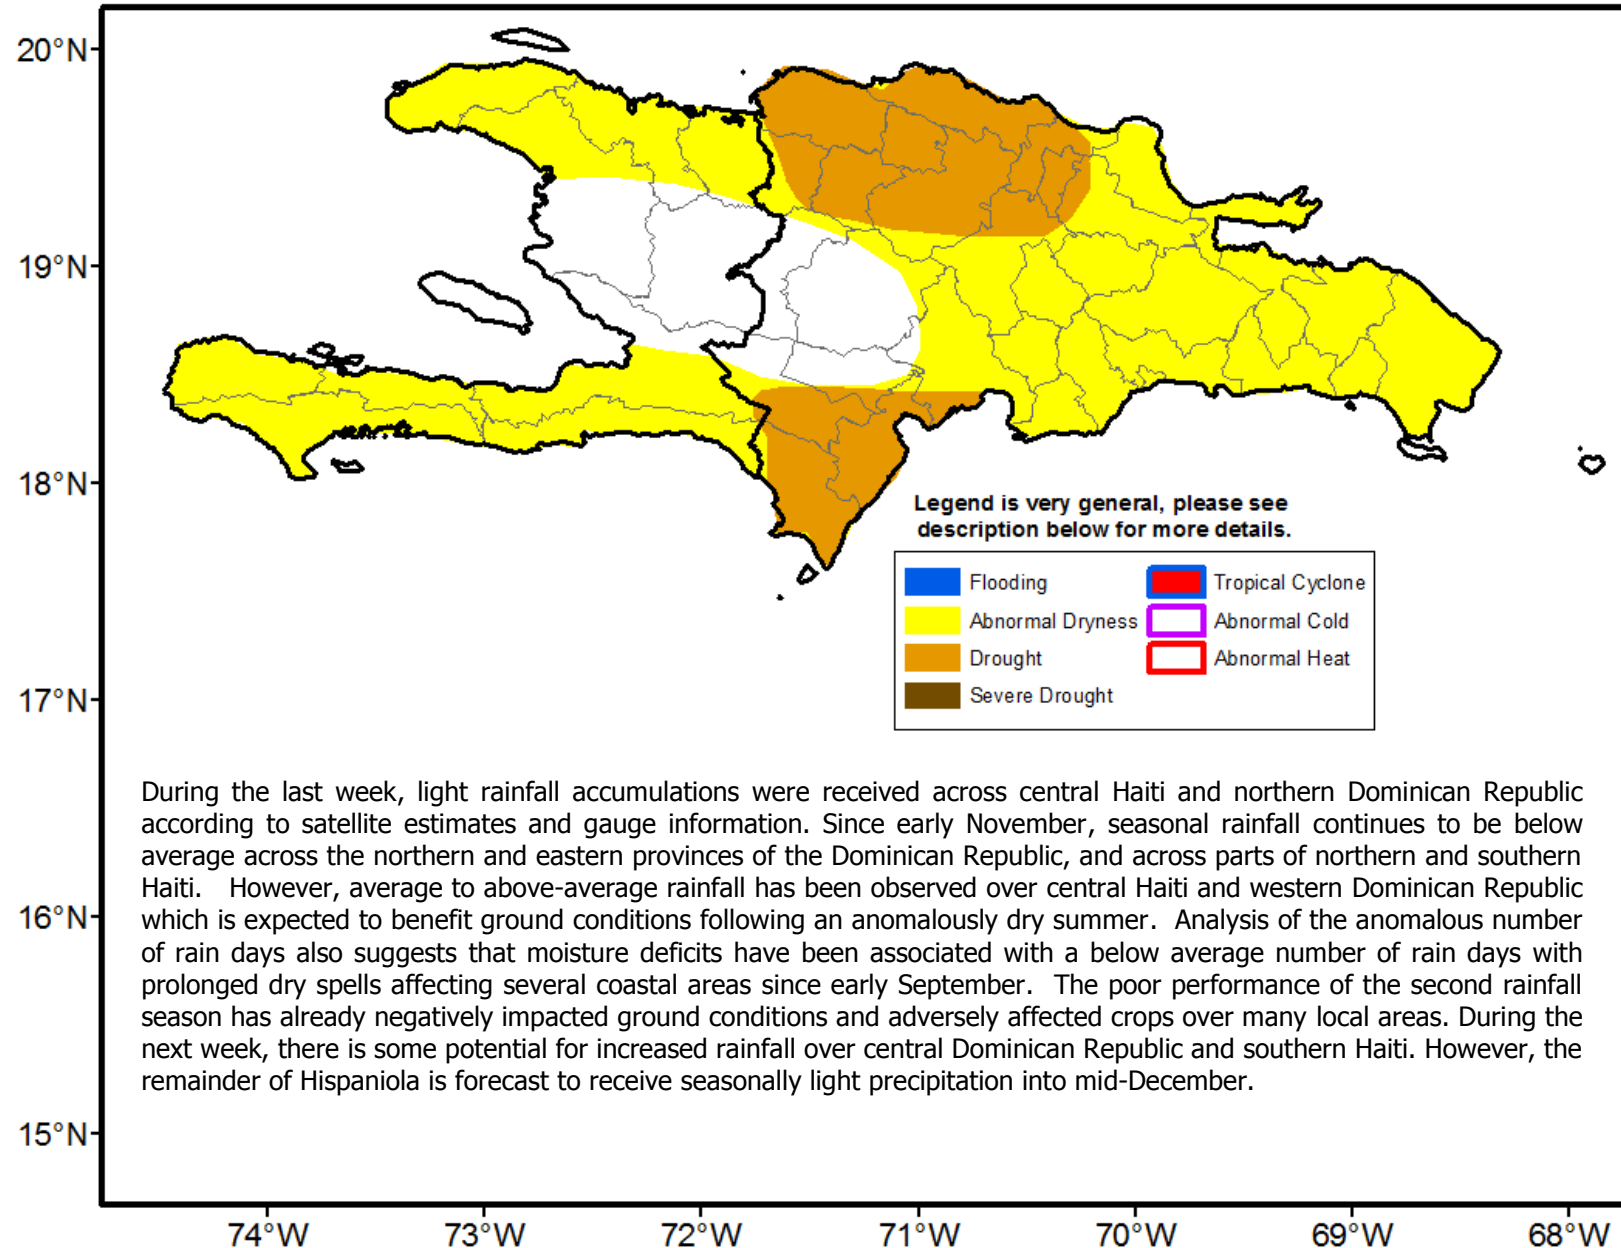 20°N
19°N
18°N
17°N
16°N
15°N
Legend is very general, please see
description below for more details.
Flooding
Tropical Cyclone
Abnormal Dryness
Abnormal Cold
Drought
Abnormal Heat
Severe Drought
During the last week, light rainfall accumulations were received across central Haiti and northern Dominican Republic
according to satellite estimates and gauge information. Since early November, seasonal rainfall continues to be below
average across the northern and eastern provinces of the Dominican Republic, and across parts of northern and southern
Haiti. However, average to above-average rainfall has been observed over central Haiti and western Dominican Republic
which is expected to benefit ground conditions following an anomalously dry summer. Analysis of the anomalous number
of rain days also suggests that moisture deficits have been associated with a below average number of rain days with
prolonged dry spells affecting several coastal areas since early September. The poor performance of the second rainfall
season has already negatively impacted ground conditions and adversely affected crops over many local areas. During the
next week, there is some potential for increased rainfall over central Dominican Republic and southern Haiti. However, the
remainder of Hispaniola is forecast to receive seasonally light precipitation into mid-December.
74°W 73°W 72°W 71°W 70°W 69°W 68°W